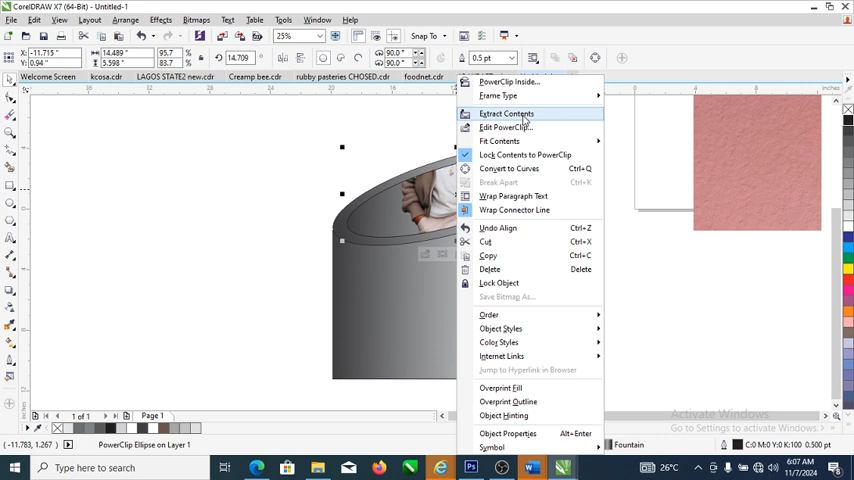 CorelDRAW X7 (64-Bit) - Untitled-1
File Edit View Layout Arrange Effects Bitmaps Text Table Tools Window Help
25% Snap To
X: -11.715 " 14.489 " 95.7 14.709 90.0 ° 0.5 pt
Y: 0.94 " 5.598 " 83.7 90.0 °
Welcome Screen kcosa.cdr LAGOS STATE2 new.cdr Creamp bee.cdr rubby pasteries CHOSED.cdr foodnet.cdr
20 16 0 4 8 inches
PowerClip Inside...
Frame Type
Extract Contents
Edit PowerClip...
Fit Contents
Lock Contents to PowerClip
Convert to Curves Ctrl+Q
Break Apart Ctrl+K
Wrap Paragraph Text
Wrap Connector Line
Undo Align Ctrl+Z
Cut Ctrl+X
Copy Ctrl+C
Delete Delete
Lock Object
Save Bitmap As...
Order
Object Styles
Color Styles
Internet Links
Jump to Hyperlink in Browser
Overprint Fill
Overprint Outline
Object Hinting
Object Properties Alt+Enter
Symbol
inches
1 of 1 Page 1
Activate Windows
Go to Settings to activate Windows.
( -11.783, 1.267 ) PowerClip Ellipse on Layer 1 Fountain C:0 M:0 Y:0 K:100 0.500 pt
Type here to search 26°C 6:07 AM
11/7/2024